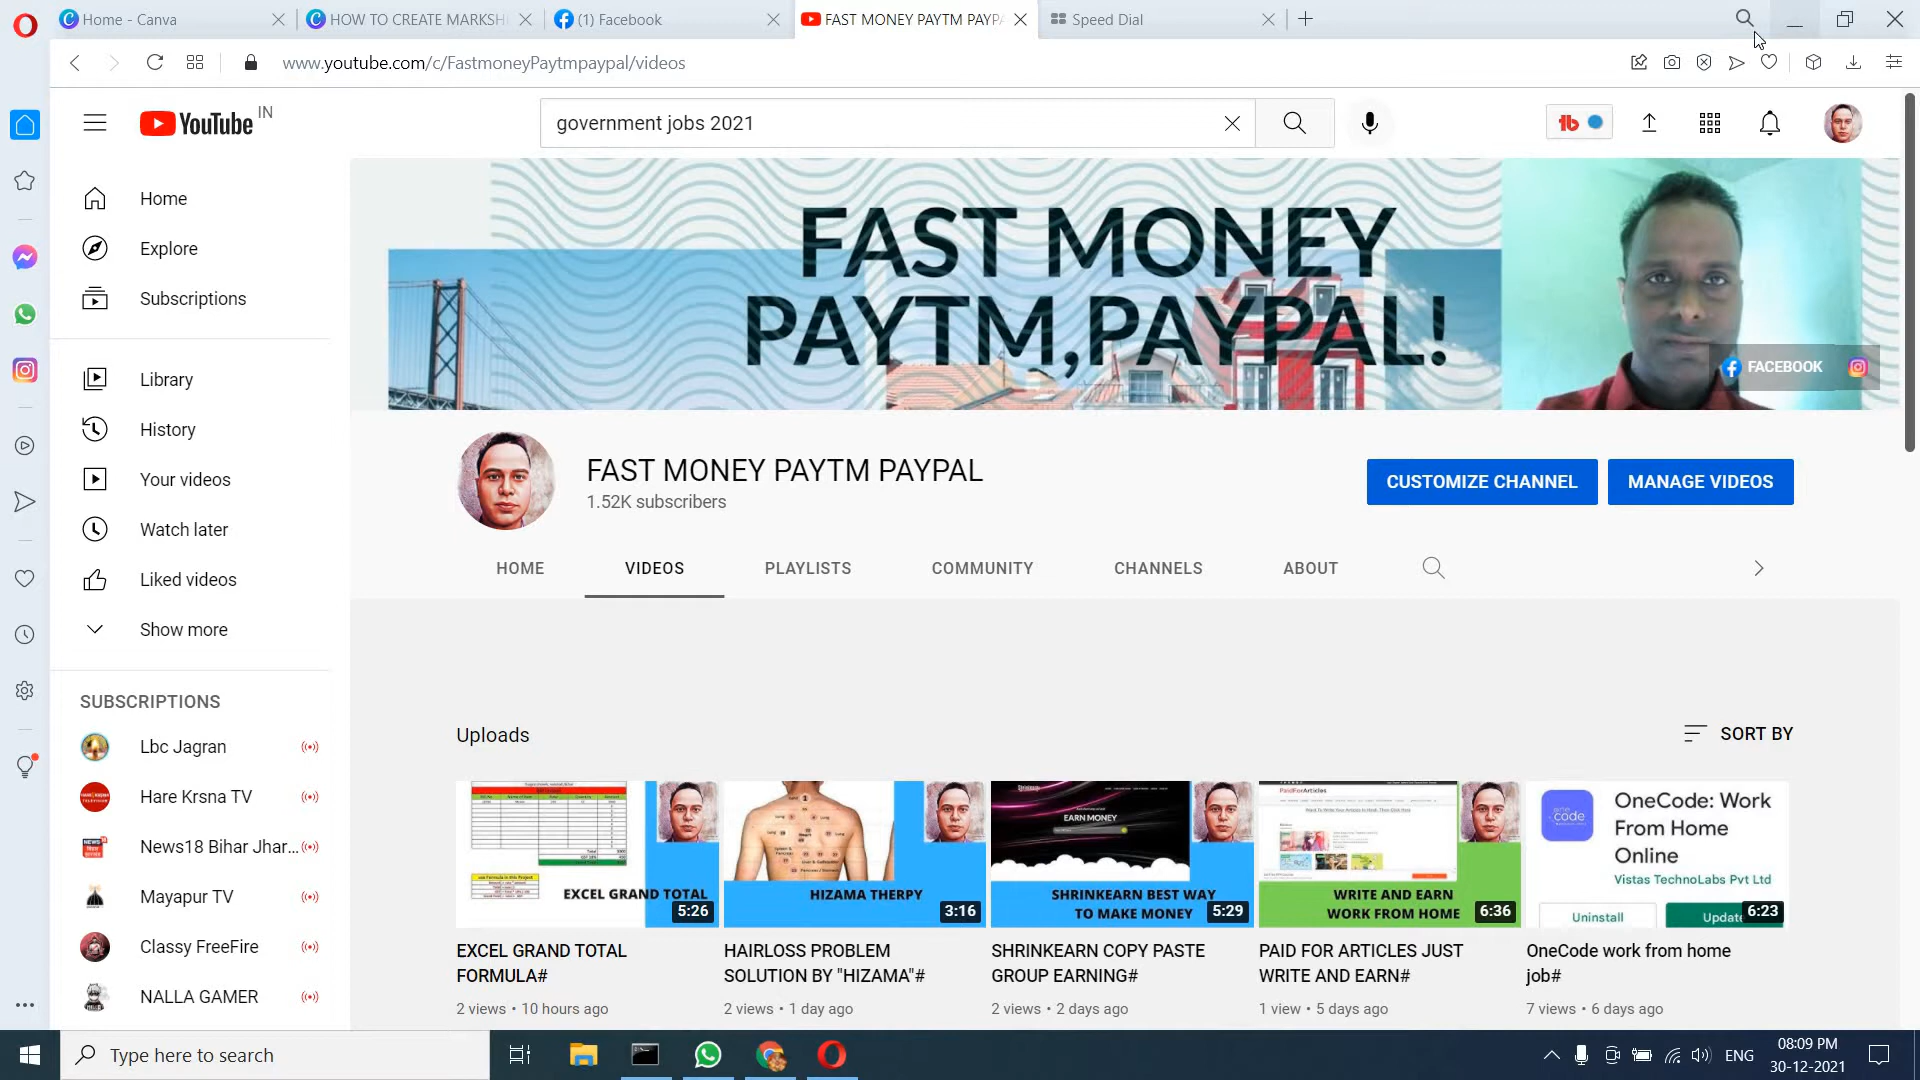 Home - Canva
HOW TO CREATE MARKSH
(1) Facebook
FAST MONEY PAYTM PAYPA
Speed Dial
www.youtube.com/c/FastmoneyPaytmpaypal/videos
YouTube IN
government jobs 2021
Home
Explore
Subscriptions
Library
History
Your videos
Watch later
Liked videos
Show more
SUBSCRIPTIONS
Lbc Jagran
Hare Krsna TV
News18 Bihar Jhar...
Mayapur TV
Classy FreeFire
NALLA GAMER
FAST MONEY
PAYTM,PAYPAL!
FACEBOOK
FAST MONEY PAYTM PAYPAL
1.52K subscribers
CUSTOMIZE CHANNEL
MANAGE VIDEOS
HOME
VIDEOS
PLAYLISTS
COMMUNITY
CHANNELS
ABOUT
Uploads
SORT BY
EXCEL GRAND TOTAL
5:26
EXCEL GRAND TOTAL
FORMULA#
2 views • 10 hours ago
HIZAMA THERPY
3:16
HAIRLOSS PROBLEM
SOLUTION BY "HIZAMA"#
2 views • 1 day ago
EARN MONEY
SHRINKEARN BEST WAY
TO MAKE MONEY
5:29
SHRINKEARN COPY PASTE
GROUP EARNING#
2 views • 2 days ago
PaidForArticles
WRITE AND EARN
WORK FROM HOME
6:36
PAID FOR ARTICLES JUST
WRITE AND EARN#
1 view • 5 days ago
code
OneCode: Work
From Home
Online
Vistas TechnoLabs Pvt Ltd
Uninstall
Update
6:23
OneCode work from home
job#
7 views • 6 days ago
Type here to search
ENG
08:09 PM
30-12-2021